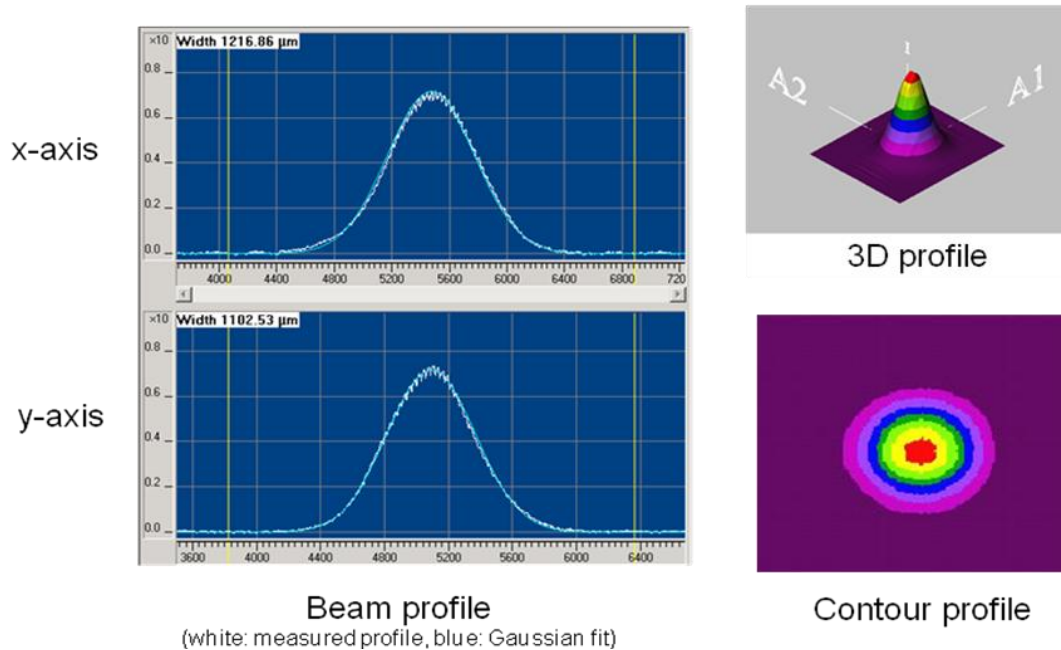 x-axis
×10
Width 1216.86 µm
0.8
0.6
0.4
0.2
0.0
4000 4400 4800 5200 5600 6000 6400 6800 720
y-axis
×10
Width 1102.53 µm
0.8
0.6
0.4
0.2
0.0
3600 4000 4400 4800 5200 5600 6000 6400
Beam profile
(white: measured profile, blue: Gaussian fit)
1
A2
A1
3D profile
Contour profile